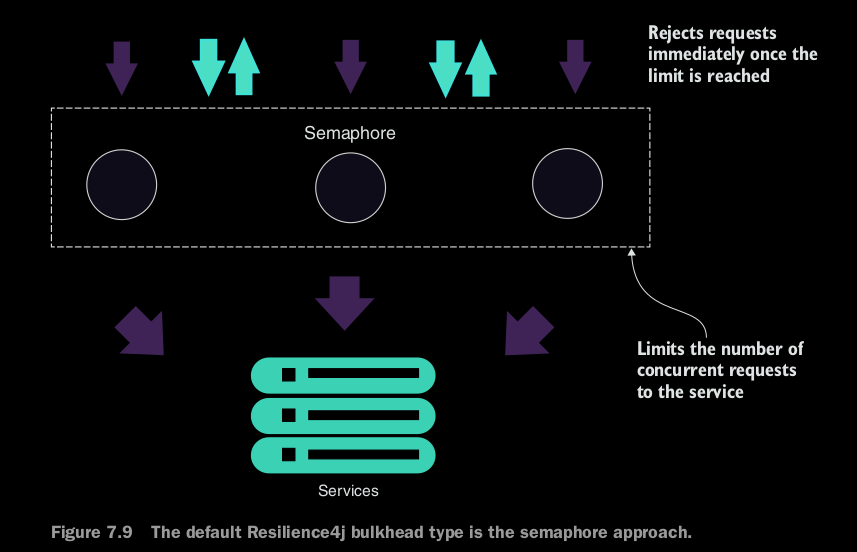 Rejects requests
immediately once the
limit is reached
Semaphore
Limits the number of
concurrent requests
to the service
Services
Figure 7.9 The default Resilience4j bulkhead type is the semaphore approach.